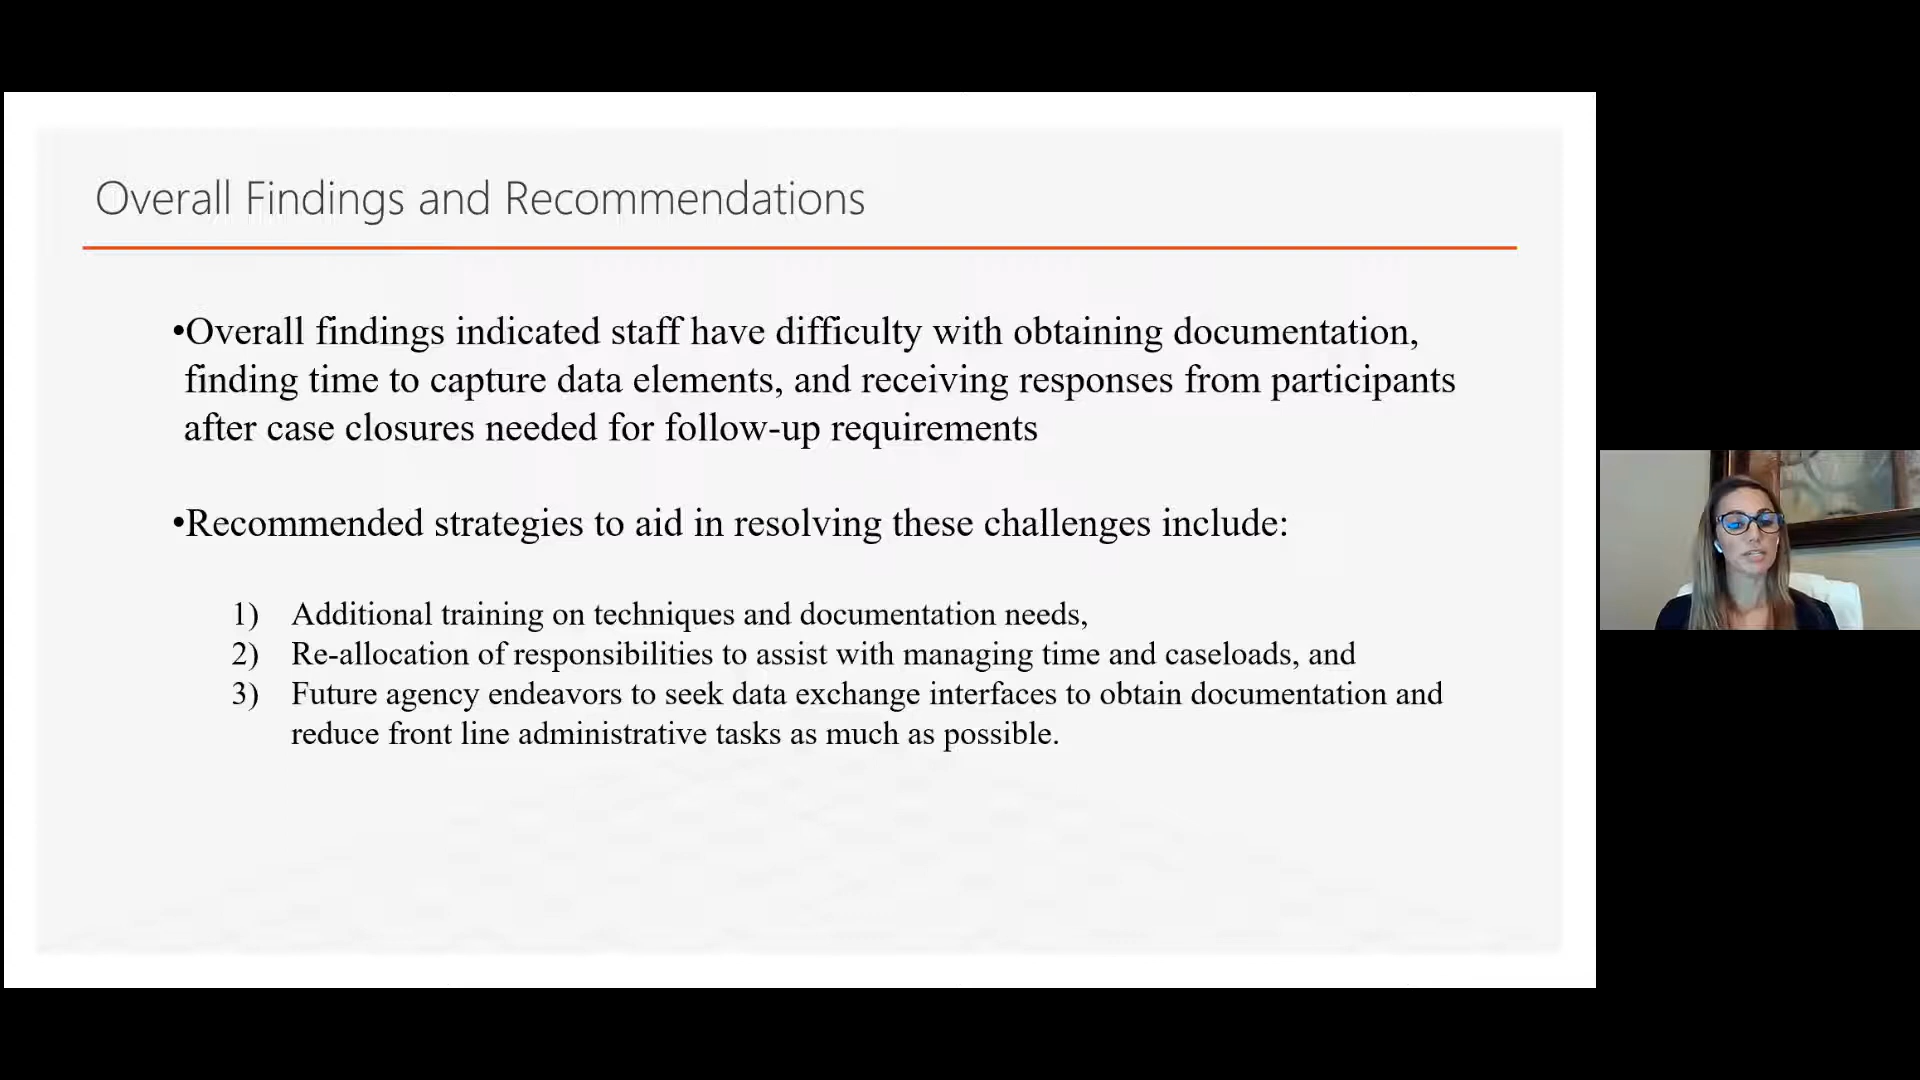 Overall Findings and Recommendations
•Overall findings indicated staff have difficulty with obtaining documentation,
finding time to capture data elements, and receiving responses from participants
after case closures needed for follow-up requirements
•Recommended strategies to aid in resolving these challenges include:
1) Additional training on techniques and documentation needs,
2) Re-allocation of responsibilities to assist with managing time and caseloads, and
3) Future agency endeavors to seek data exchange interfaces to obtain documentation and
reduce front line administrative tasks as much as possible.